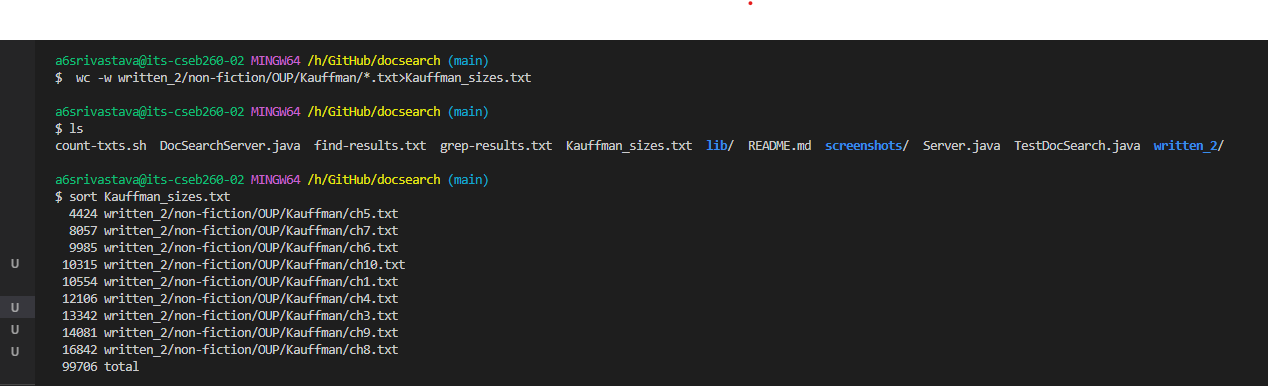 a6srivastava@its-cseb260-02 MINGW64 /h/GitHub/docsearch (main)
$  wc -w written_2/non-fiction/OUP/Kauffman/*.txt>Kauffman_sizes.txt
a6srivastava@its-cseb260-02 MINGW64 /h/GitHub/docsearch (main)
$ ls
count-txts.sh  DocSearchServer.java  find-results.txt  grep-results.txt  Kauffman_sizes.txt  lib/  README.md  screenshots/  Server.java  TestDocSearch.java  written_2/
a6srivastava@its-cseb260-02 MINGW64 /h/GitHub/docsearch (main)
$ sort Kauffman_sizes.txt
4424 written_2/non-fiction/OUP/Kauffman/ch5.txt
8057 written_2/non-fiction/OUP/Kauffman/ch7.txt
9985 written_2/non-fiction/OUP/Kauffman/ch6.txt
U
10315 written_2/non-fiction/OUP/Kauffman/ch10.txt
10554 written_2/non-fiction/OUP/Kauffman/ch1.txt
12106 written_2/non-fiction/OUP/Kauffman/ch4.txt
U
13342 written_2/non-fiction/OUP/Kauffman/ch3.txt
U
14081 written_2/non-fiction/OUP/Kauffman/ch9.txt
U
16842 written_2/non-fiction/OUP/Kauffman/ch8.txt
99706 total